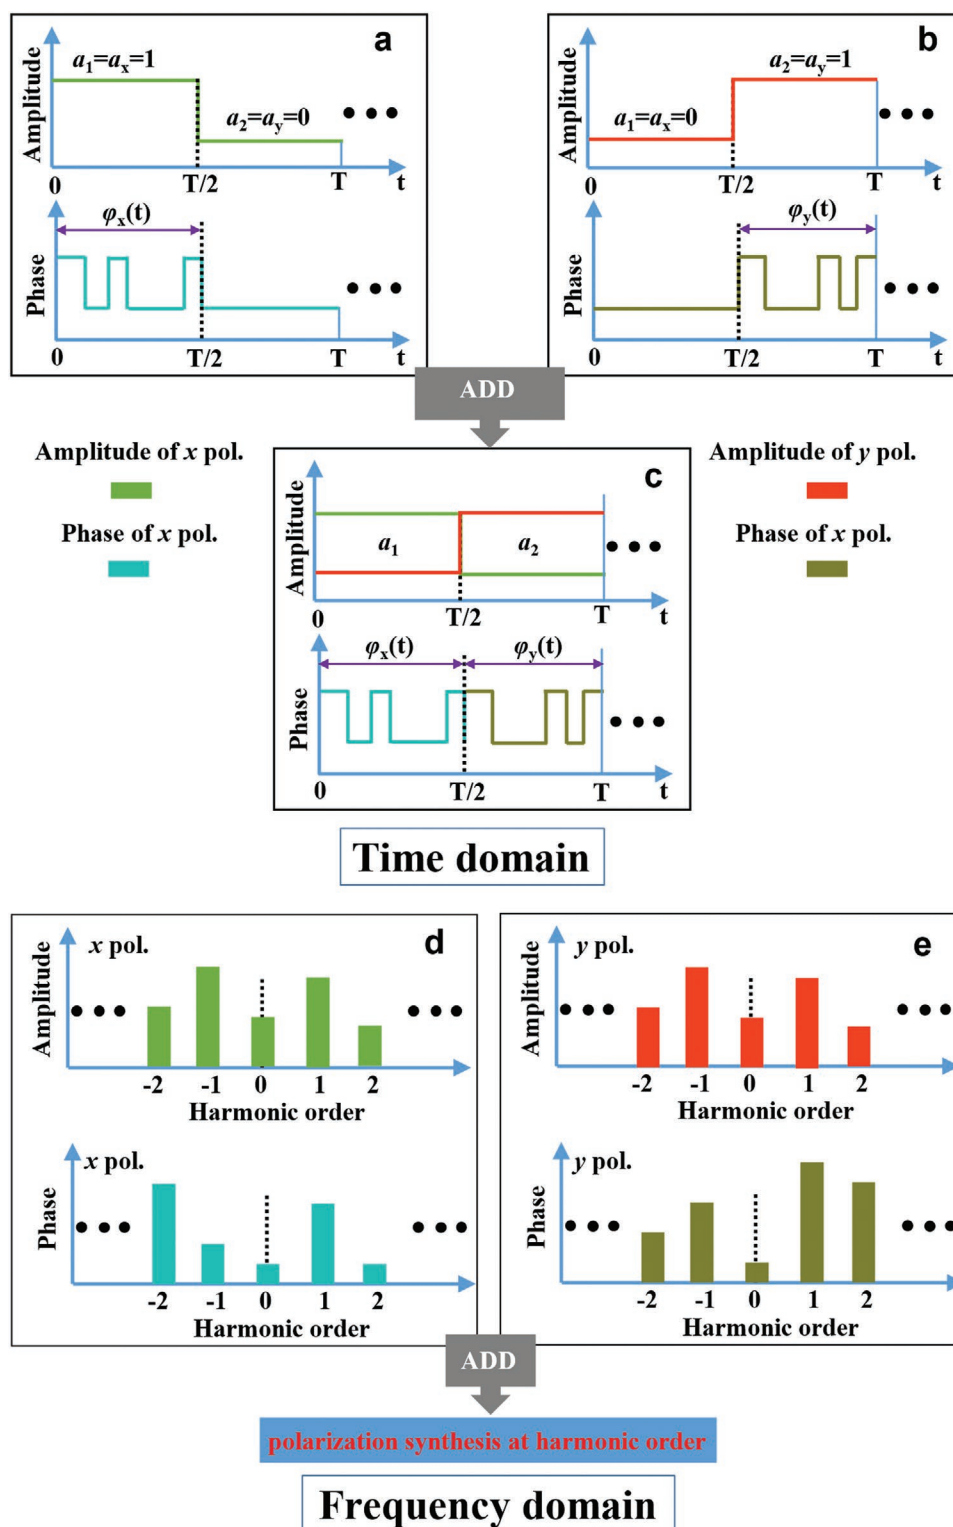 a
Amplitude
a₁=aₓ=1
a₂=aᵧ=0
0
T/2
T
t
φₓ(t)
Phase
0
T/2
T
t
b
Amplitude
a₂=aᵧ=1
a₁=aₓ=0
0
T/2
T
t
φᵧ(t)
Phase
0
T/2
T
t
ADD
Amplitude of x pol.
Phase of x pol.
Amplitude of y pol.
Phase of x pol.
c
Amplitude
a₁
a₂
0
T/2
T
t
φₓ(t)
φᵧ(t)
Phase
0
T/2
T
t
Time domain
d
x pol.
Amplitude
-2 -1 0 1 2
Harmonic order
x pol.
Phase
-2 -1 0 1 2
Harmonic order
e
y pol.
Amplitude
-2 -1 0 1 2
Harmonic order
y pol.
Phase
-2 -1 0 1 2
Harmonic order
ADD
polarization synthesis at harmonic order
Frequency domain